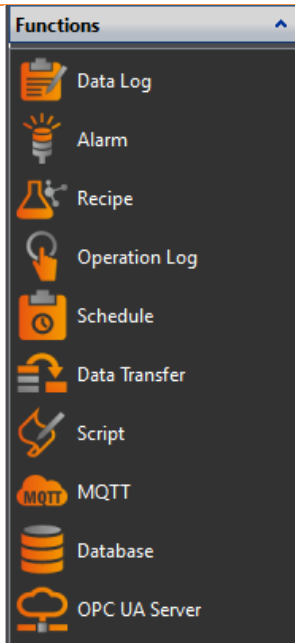 Functions
Data Log
Alarm
Recipe
Operation Log
Schedule
Data Transfer
Script
MQTT MQTT
Database
OPC UA Server